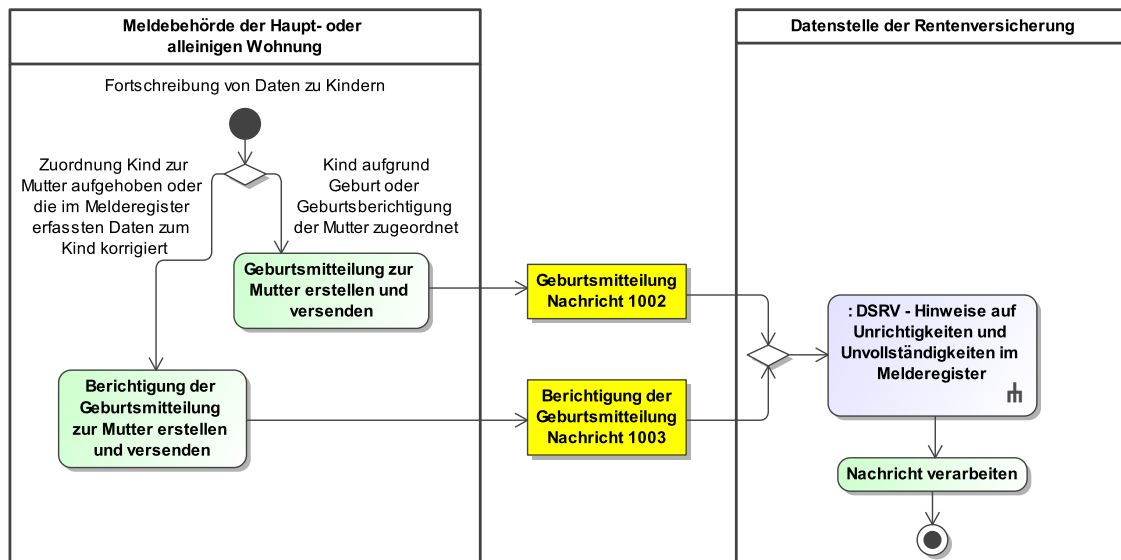 Meldebehörde der Haupt- oder
alleinigen Wohnung
Datenstelle der Rentenversicherung
Fortschreibung von Daten zu Kindern
Zuordnung Kind zur
Mutter aufgehoben oder
die im Melderegister
erfassten Daten zum
Kind korrigiert
Kind aufgrund
Geburt oder
Geburtsberichtigung
der Mutter zugeordnet
Geburtsmitteilung zur
Mutter erstellen und
versenden
Geburtsmitteilung
Nachricht 1002
: DSRV - Hinweise auf
Unrichtigkeiten und
Unvollständigkeiten im
Melderegister
Berichtigung der
Geburtsmitteilung
zur Mutter erstellen
und versenden
Berichtigung der
Geburtsmitteilung
Nachricht 1003
Nachricht verarbeiten